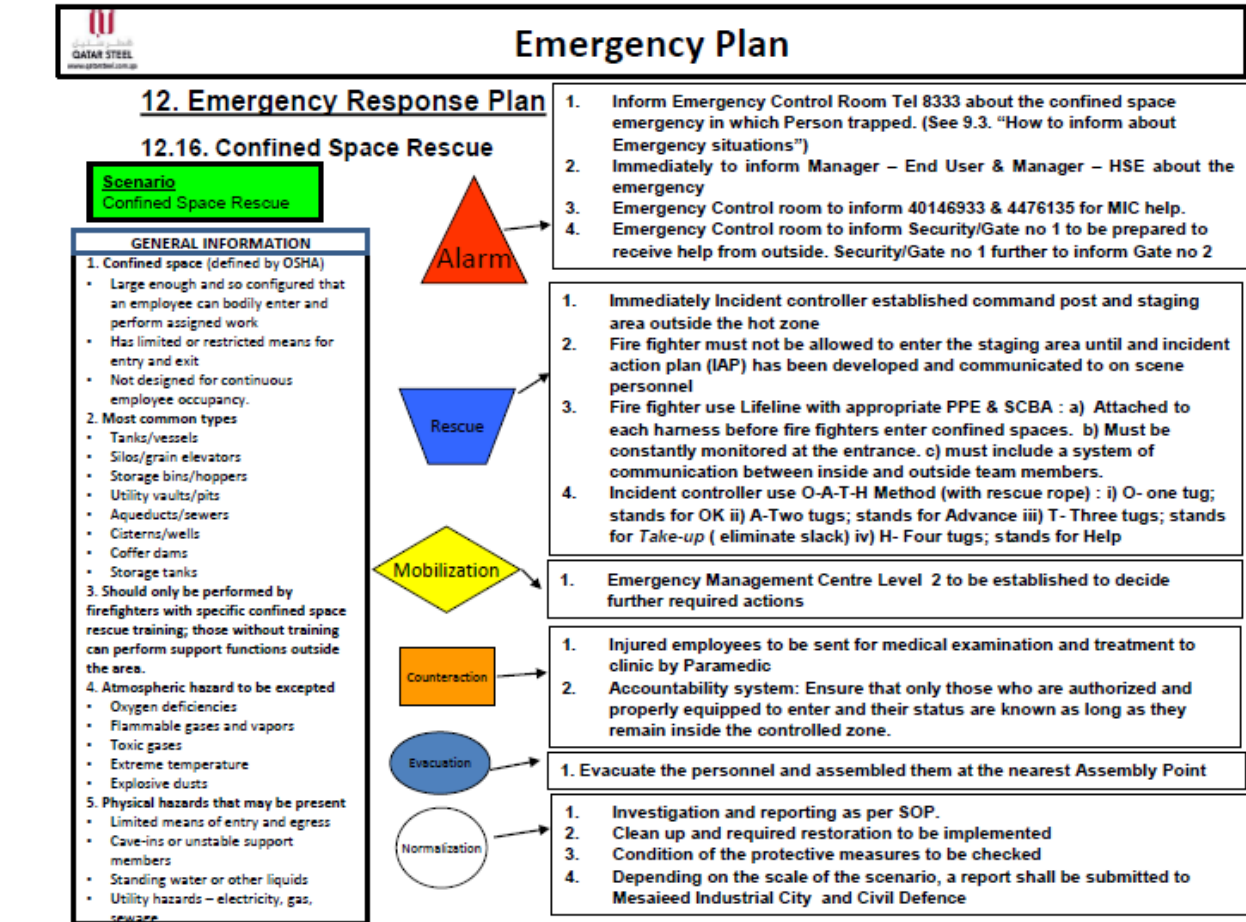 QATAR STEEL
Emergency Plan
12. Emergency Response Plan
12.16. Confined Space Rescue
Scenario
Confined Space Rescue
GENERAL INFORMATION
1. Confined space (defined by OSHA)
▪ Large enough and so configured that
an employee can bodily enter and
perform assigned work
▪ Has limited or restricted means for
entry and exit
▪ Not designed for continuous
employee occupancy.
2. Most common types
▪ Tanks/vessels
▪ Silos/grain elevators
▪ Storage bins/hoppers
▪ Utility vaults/pits
▪ Aqueducts/sewers
▪ Cisterns/wells
▪ Coffer dams
▪ Storage tanks
3. Should only be performed by
firefighters with specific confined space
rescue training; those without training
can perform support functions outside
the area.
4. Atmospheric hazard to be excepted
▪ Oxygen deficiencies
▪ Flammable gases and vapors
▪ Toxic gases
▪ Extreme temperature
▪ Explosive dusts
5. Physical hazards that may be present
▪ Limited means of entry and egress
▪ Cave-ins or unstable support
members
▪ Standing water or other liquids
▪ Utility hazards – electricity, gas,
sewage
Alarm
1. Inform Emergency Control Room Tel 8333 about the confined space
emergency in which Person trapped. (See 9.3. “How to inform about
Emergency situations”)
2. Immediately to inform Manager – End User & Manager – HSE about the
emergency
3. Emergency Control room to inform 40146933 & 4476135 for MIC help.
4. Emergency Control room to inform Security/Gate no 1 to be prepared to
receive help from outside. Security/Gate no 1 further to inform Gate no 2
Rescue
1. Immediately Incident controller established command post and staging
area outside the hot zone
2. Fire fighter must not be allowed to enter the staging area until and incident
action plan (IAP) has been developed and communicated to on scene
personnel
3. Fire fighter use Lifeline with appropriate PPE & SCBA : a) Attached to
each harness before fire fighters enter confined spaces. b) Must be
constantly monitored at the entrance. c) must include a system of
communication between inside and outside team members.
4. Incident controller use O-A-T-H Method (with rescue rope) : i) O- one tug;
stands for OK ii) A-Two tugs; stands for Advance iii) T- Three tugs; stands
for Take-up ( eliminate slack) iv) H- Four tugs; stands for Help
Mobilization
1. Emergency Management Centre Level 2 to be established to decide
further required actions
Counteraction
1. Injured employees to be sent for medical examination and treatment to
clinic by Paramedic
2. Accountability system: Ensure that only those who are authorized and
properly equipped to enter and their status are known as long as they
remain inside the controlled zone.
Evacuation
1. Evacuate the personnel and assembled them at the nearest Assembly Point
Normalization
1. Investigation and reporting as per SOP.
2. Clean up and required restoration to be implemented
3. Condition of the protective measures to be checked
4. Depending on the scale of the scenario, a report shall be submitted to
Mesaieed Industrial City and Civil Defence